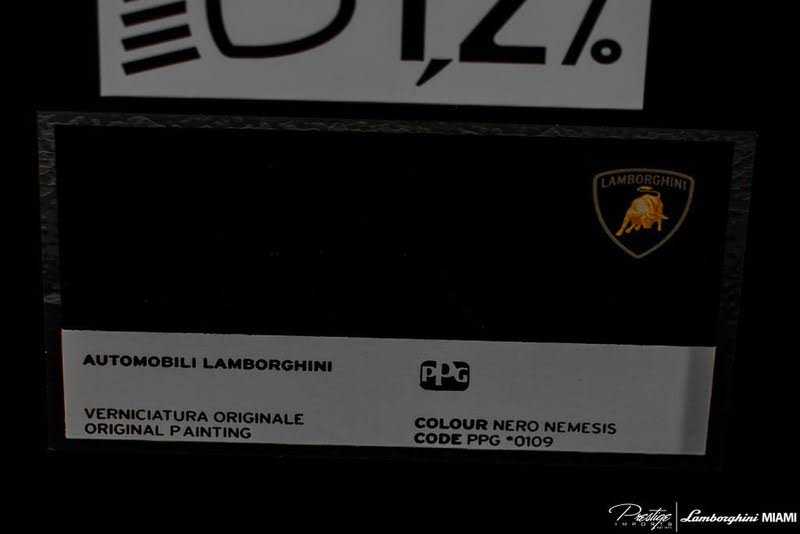 1,2%
LAMBORGHINI
AUTOMOBILI LAMBORGHINI
PPG
VERNICIATURA ORIGINALE
ORIGINAL PAINTING
COLOUR NERO NEMESIS
CODE PPG *0109
Prestige
IMPORTS
Lamborghini MIAMI